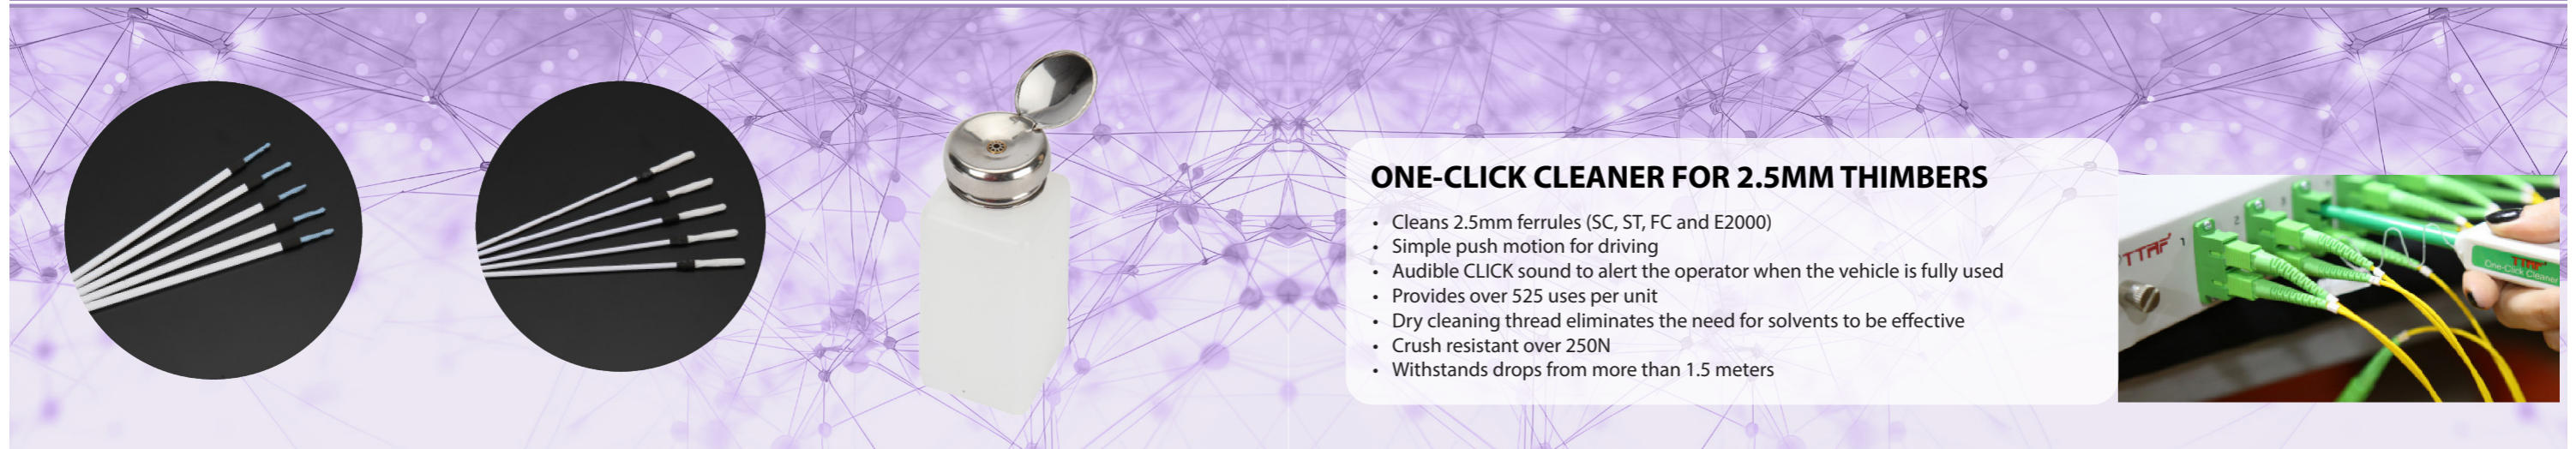 ONE-CLICK CLEANER FOR 2.5MM THIMBERS
• Cleans 2.5mm ferrules (SC, ST, FC and E2000)
• Simple push motion for driving
• Audible CLICK sound to alert the operator when the vehicle is fully used
• Provides over 525 uses per unit
• Dry cleaning thread eliminates the need for solvents to be effective
• Crush resistant over 250N
• Withstands drops from more than 1.5 meters
TTAF
1
2
3
TTAF
One-Click Cleaner